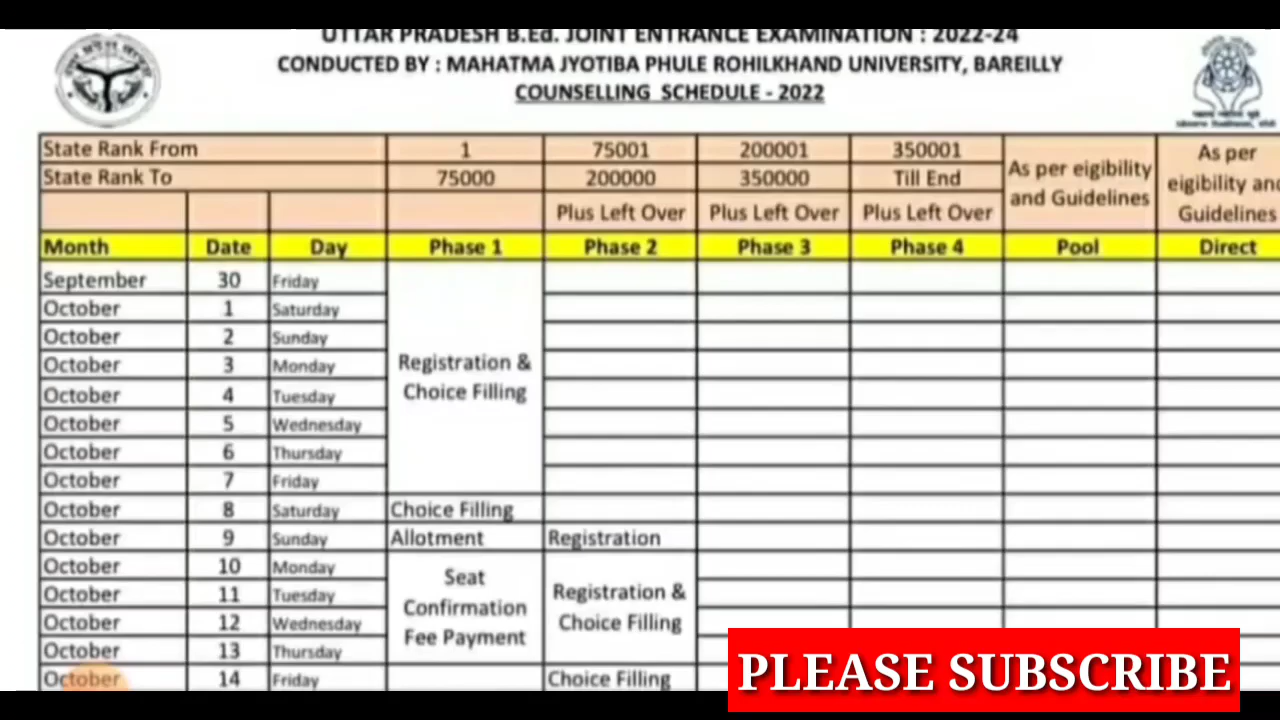 UTTAR PRADESH B.Ed. JOINT ENTRANCE EXAMINATION : 2022-24
CONDUCTED BY : MAHATMA JYOTIBA PHULE ROHILKHAND UNIVERSITY, BAREILLY
COUNSELLING SCHEDULE - 2022
State Rank From 1 75001 200001 350001 As per eigibility and Guidelines As per eigibility and Guidelines
State Rank To 75000 200000 350000 Till End
Plus Left Over Plus Left Over Plus Left Over
Month Date Day Phase 1 Phase 2 Phase 3 Phase 4 Pool Direct
September 30 Friday Registration & Choice Filling
October 1 Saturday
October 2 Sunday
October 3 Monday
October 4 Tuesday
October 5 Wednesday
October 6 Thursday
October 7 Friday
October 8 Saturday Choice Filling
October 9 Sunday Allotment Registration
October 10 Monday Seat Confirmation Fee Payment Registration & Choice Filling
October 11 Tuesday
October 12 Wednesday
October 13 Thursday
October 14 Friday Choice Filling
PLEASE SUBSCRIBE